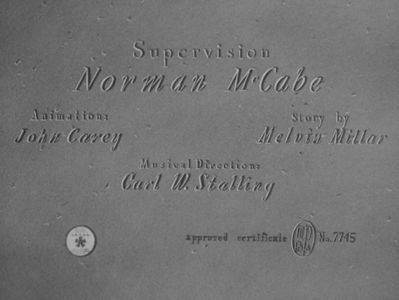 Supervision
Norman McCabe
Animation:
John Carey
Story by
Melvin Millar
Musical Direction:
Carl W. Stalling
approved certificate No. 7745